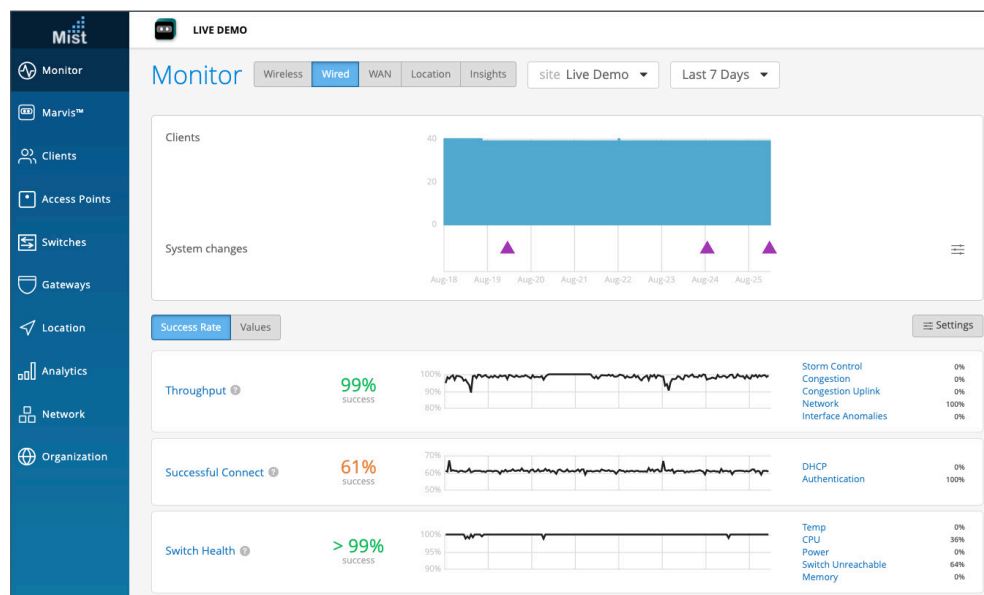 Mist
LIVE DEMO
Monitor
Marvis™
Clients
Access Points
Switches
Gateways
Location
Analytics
Network
Organization
Monitor
Wireless Wired WAN Location Insights
site Live Demo
Last 7 Days
Clients
40
20
0
System changes
Aug-18 Aug-19 Aug-20 Aug-21 Aug-22 Aug-23 Aug-24 Aug-25
Success Rate Values
Settings
Throughput ?
99%
success
100%
90%
80%
Storm Control 0%
Congestion 0%
Congestion Uplink 0%
Network 100%
Interface Anomalies 0%
Successful Connect ?
61%
success
70%
60%
50%
DHCP 0%
Authentication 100%
Switch Health ?
> 99%
success
100%
95%
90%
Temp 0%
CPU 36%
Power 0%
Switch Unreachable 64%
Memory 0%